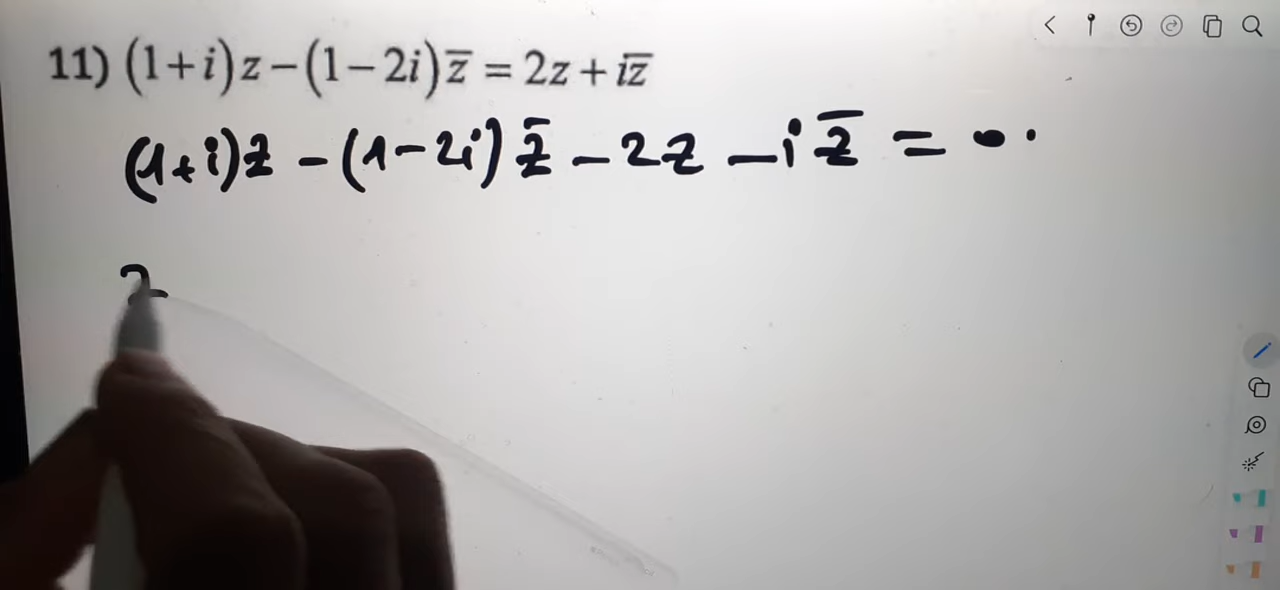 11) (1+i)z−(1−2i)z̅ = 2z+iz̅
(1+i)z − (1−2i) z̅ − 2z − i z̅ = 0.
z